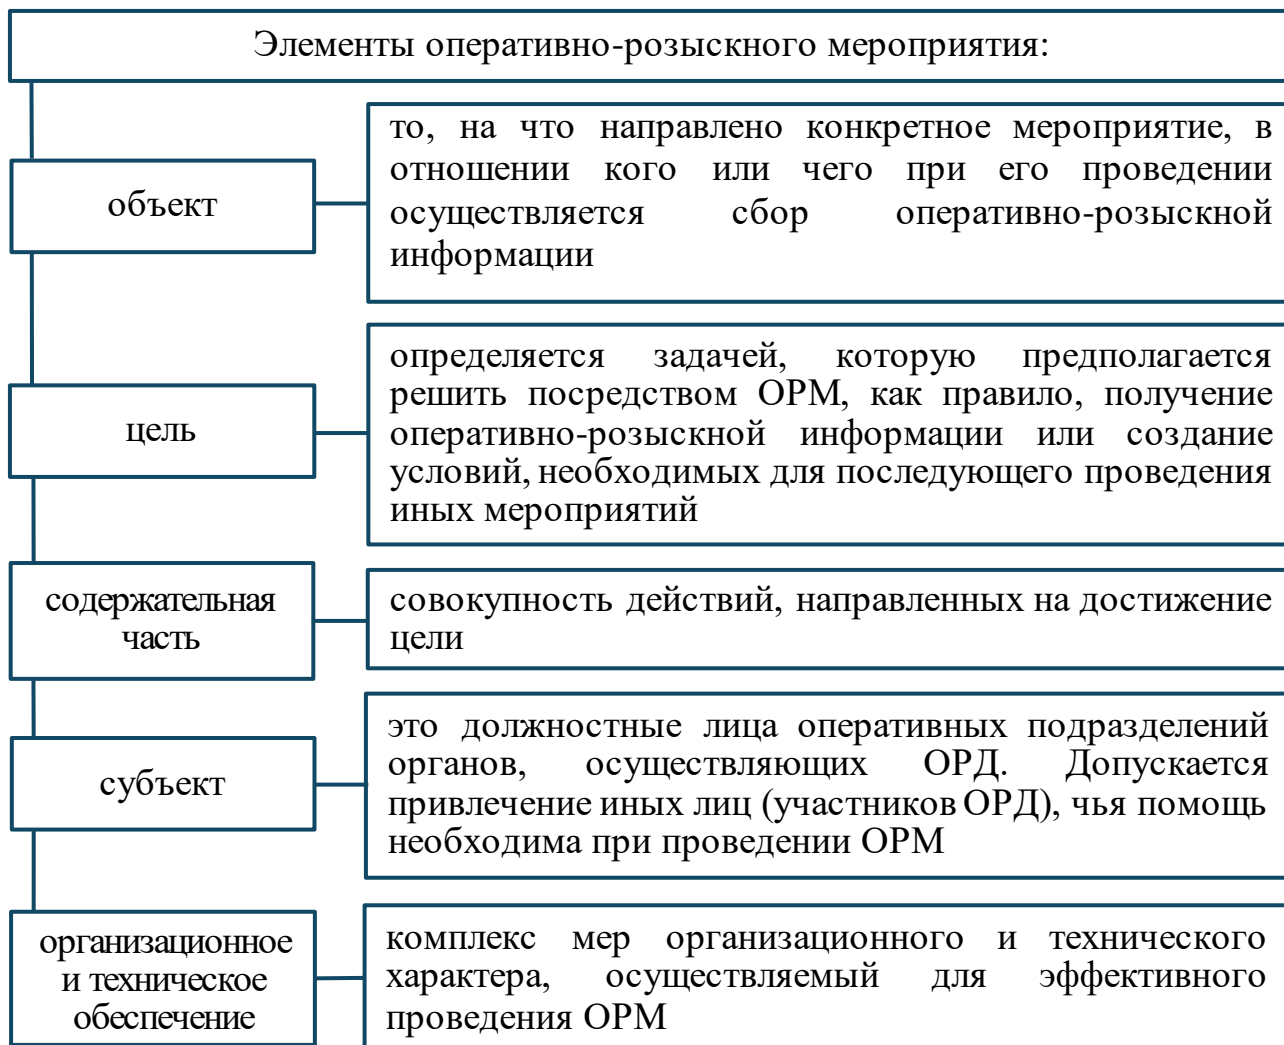 Элементы оперативно-розыскного мероприятия:
объект
то, на что направлено конкретное мероприятие, в
отношении кого или чего при его проведении
осуществляется сбор оперативно-розыскной
информации
цель
определяется задачей, которую предполагается
решить посредством ОРМ, как правило, получение
оперативно-розыскной информации или создание
условий, необходимых для последующего проведения
иных мероприятий
содержательная
часть
совокупность действий, направленных на достижение
цели
субъект
это должностные лица оперативных подразделений
органов, осуществляющих ОРД. Допускается
привлечение иных лиц (участников ОРД), чья помощь
необходима при проведении ОРМ
организационное
и техническое
обеспечение
комплекс мер организационного и технического
характера, осуществляемый для эффективного
проведения ОРМ